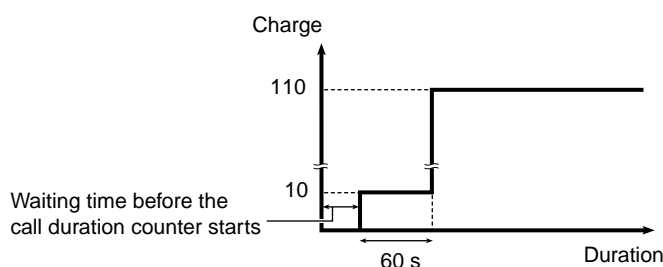 Charge
110
10
Waiting time before the
call duration counter starts
60 s
Duration